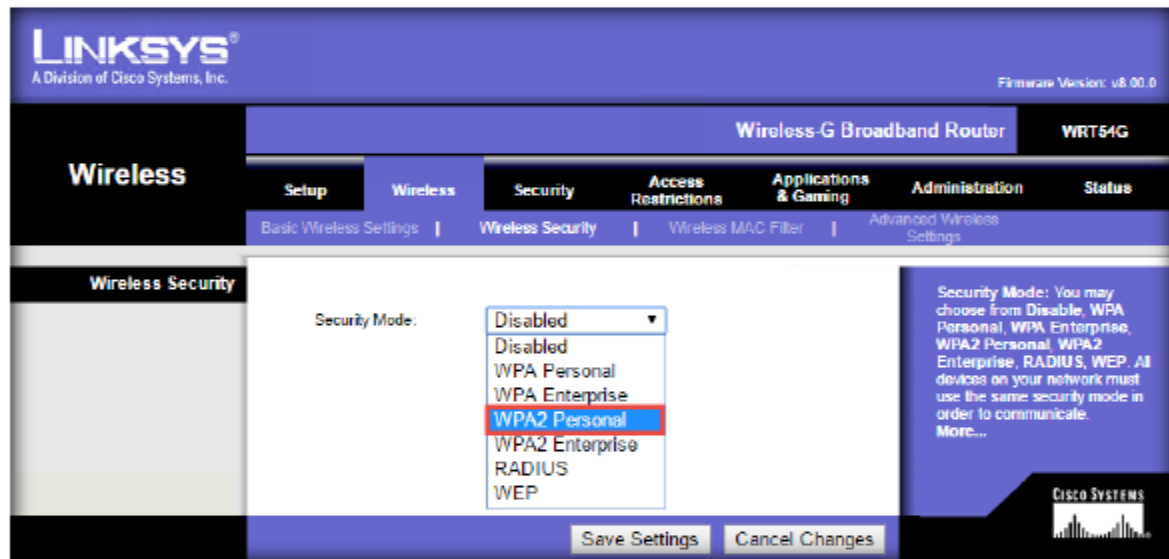 LINKSYS®
A Division of Cisco Systems, Inc.
Firmware Version: v8.00.0
Wireless-G Broadband Router WRT54G
Wireless
Setup Wireless Security Access Restrictions Applications & Gaming Administration Status
Basic Wireless Settings | Wireless Security | Wireless MAC Filter | Advanced Wireless Settings
Wireless Security
Security Mode: Disabled
Disabled
WPA Personal
WPA Enterprise
WPA2 Personal
WPA2 Enterprise
RADIUS
WEP
Security Mode: You may
choose from Disable, WPA
Personal, WPA Enterprise,
WPA2 Personal, WPA2
Enterprise, RADIUS, WEP. All
devices on your network must
use the same security mode in
order to communicate.
More...
Save Settings Cancel Changes
CISCO SYSTEMS